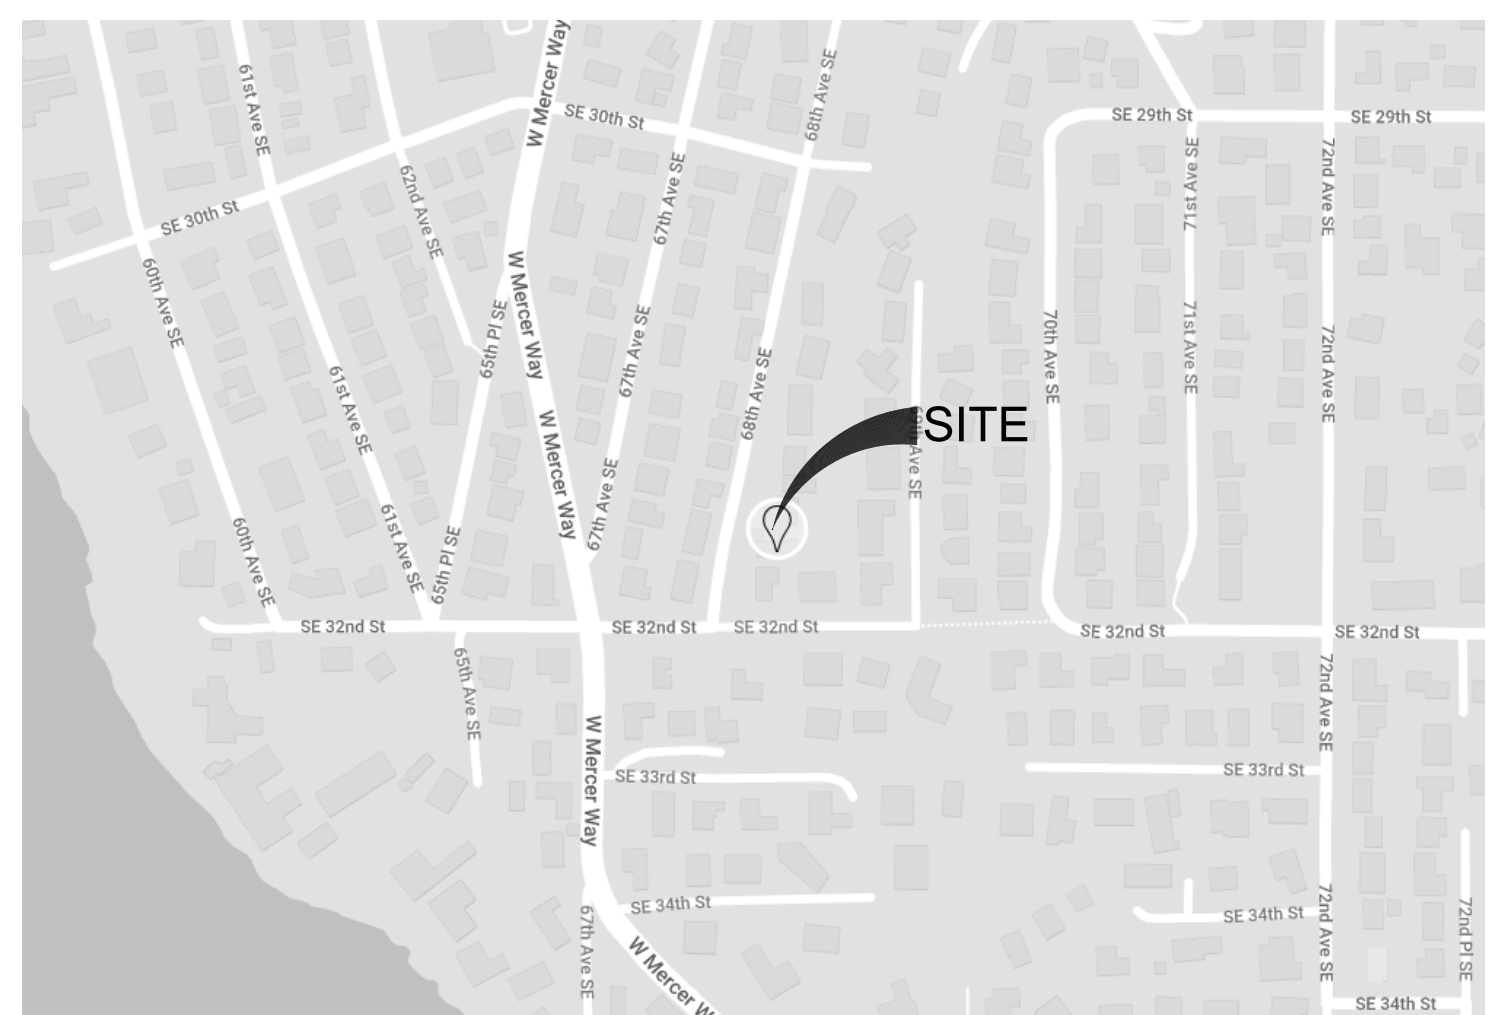 W Mercer Way
61st Ave SE
68th Ave SE
SE 30th St
SE 29th St
SE 29th St
71st Ave SE
72nd Ave SE
67th Ave SE
62nd Ave SE
SE 30th St
W Mercer Way
60th Ave SE
65th Pl SE
67th Ave SE
70th Ave SE
71st Ave SE
72nd Ave SE
68th Ave SE
61st Ave SE
SITE
W Mercer Way
Ave SE
67th Ave SE
60th Ave SE
61st Ave SE
65th Pl SE
SE 32nd St
SE 32nd St
SE 32nd St
SE 32nd St
SE 32nd St
65th Ave SE
72nd Ave SE
W Mercer Way
SE 33rd St
SE 33rd St
SE 34th St
SE 34th St
72nd Ave SE
72nd Pl SE
67th Ave SE
W Mercer W
SE 34th St